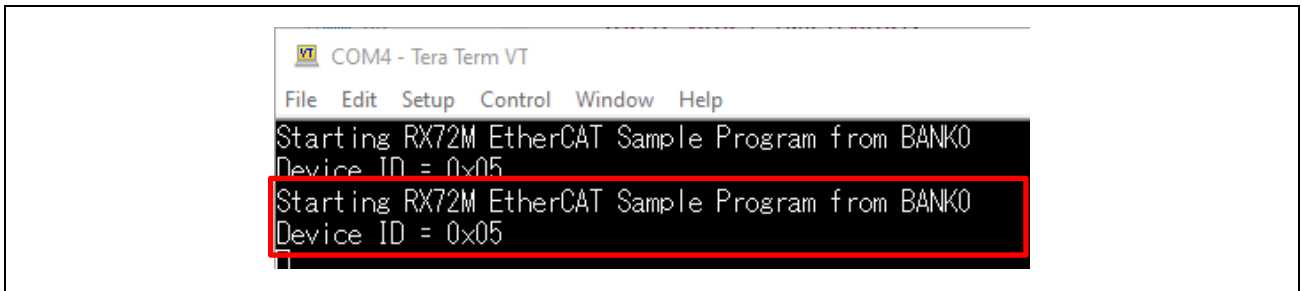 VT
COM4 - Tera Term VT
File Edit Setup Control Window Help
Starting RX72M EtherCAT Sample Program from BANK0
Device ID = 0x05
Starting RX72M EtherCAT Sample Program from BANK0
Device ID = 0x05